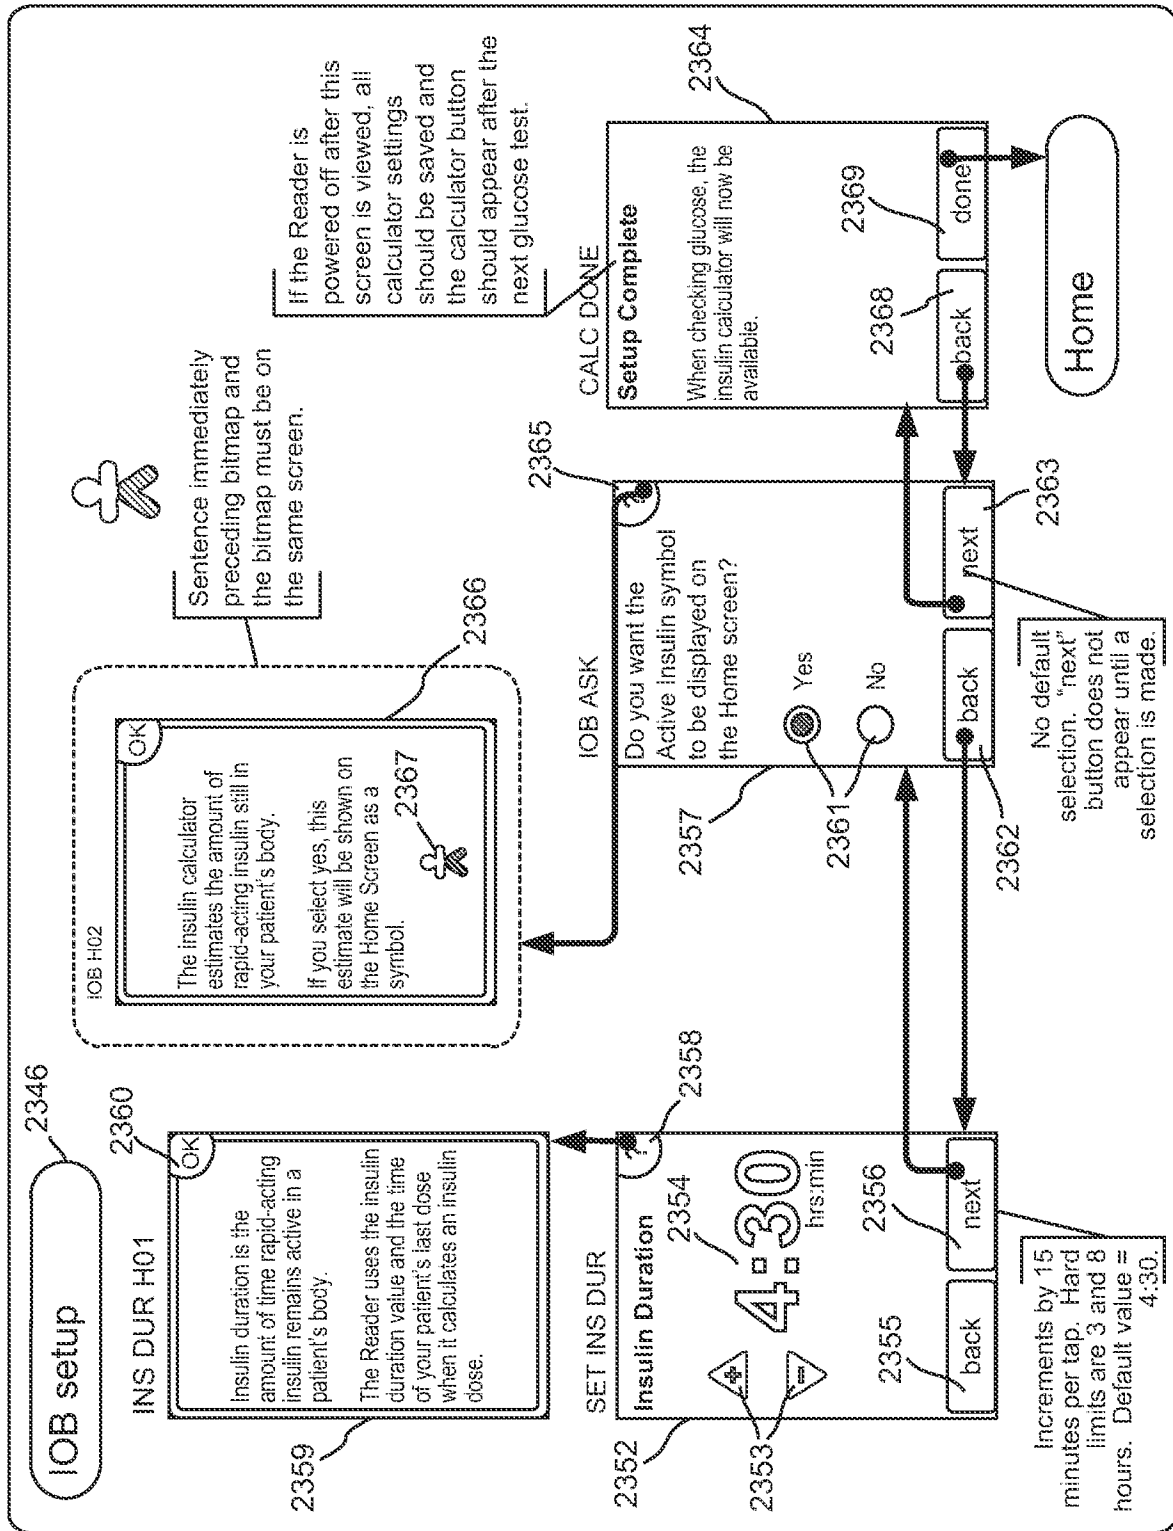 IOB setup
2346
INS DUR H01
2360
OK
Insulin duration is the
amount of time rapid-acting
insulin remains active in a
patient's body.
The Reader uses the insulin
duration value and the time
of your patient's last dose
when it calculates an insulin
dose.
2359
SET INS DUR
2358
?
Insulin Duration
2352
2353
+
-
2354
4:30
hrs:min
2355
back
2356
next
Increments by 15
minutes per tap. Hard
limits are 3 and 8
hours. Default value =
4:30.
IOB H02
OK
The insulin calculator
estimates the amount of
rapid-acting insulin still in
your patient's body.
If you select yes, this
estimate will be shown on
the Home Screen as a
symbol.
2367
2366
Sentence immediately
preceding bitmap and
the bitmap must be on
the same screen.
IOB ASK
2365
?
Do you want the
Active Insulin symbol
to be displayed on
the Home screen?
2357
Yes
No
2361
back
next
2362
2363
No default
selection. "next"
button does not
appear until a
selection is made.
If the Reader is
powered off after this
screen is viewed, all
calculator settings
should be saved and
the calculator button
should appear after the
next glucose test.
CALC DONE
2364
Setup Complete
When checking glucose, the
insulin calculator will now be
available.
2368
2369
back
done
Home